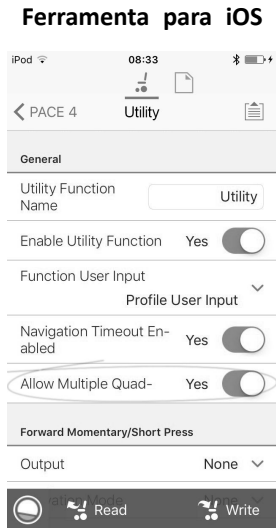 Ferramenta para iOS
iPod 08:33
PACE 4 Utility
General
Utility Function
Name
Utility
Enable Utility Function Yes
Function User Input
Profile User Input
Navigation Timeout En-
abled
Yes
Allow Multiple Quad- Yes
Forward Momentary/Short Press
Output None
Mode None
Read Write